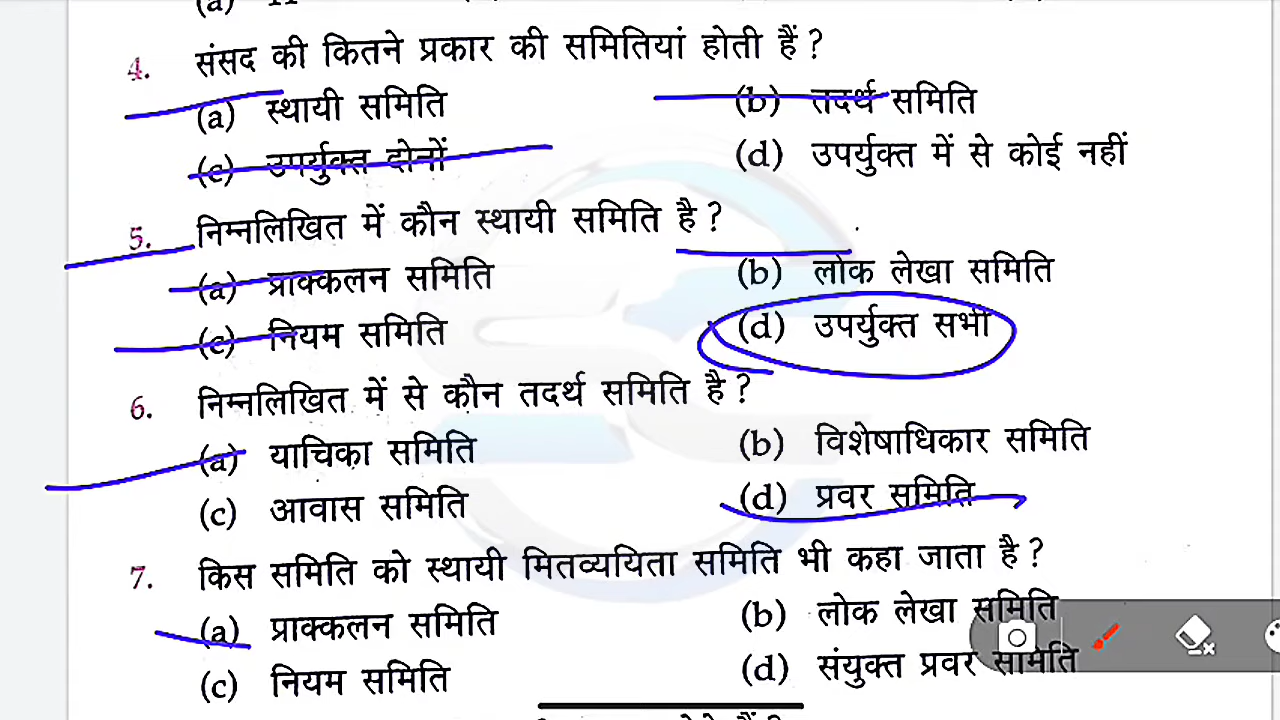 (a)
4. संसद की कितने प्रकार की समितियां होती हैं ?
(a) स्थायी समिति (b) तदर्थ समिति
(c) उपर्युक्त दोनों (d) उपर्युक्त में से कोई नहीं
5. निम्नलिखित में कौन स्थायी समिति है ?
(a) प्राक्कलन समिति (b) लोक लेखा समिति
(c) नियम समिति (d) उपर्युक्त सभी
6. निम्नलिखित में से कौन तदर्थ समिति है ?
(a) याचिका समिति (b) विशेषाधिकार समिति
(c) आवास समिति (d) प्रवर समिति
7. किस समिति को स्थायी मितव्ययिता समिति भी कहा जाता है ?
(a) प्राक्कलन समिति (b) लोक लेखा समिति
(c) नियम समिति (d) संयुक्त प्रवर समिति